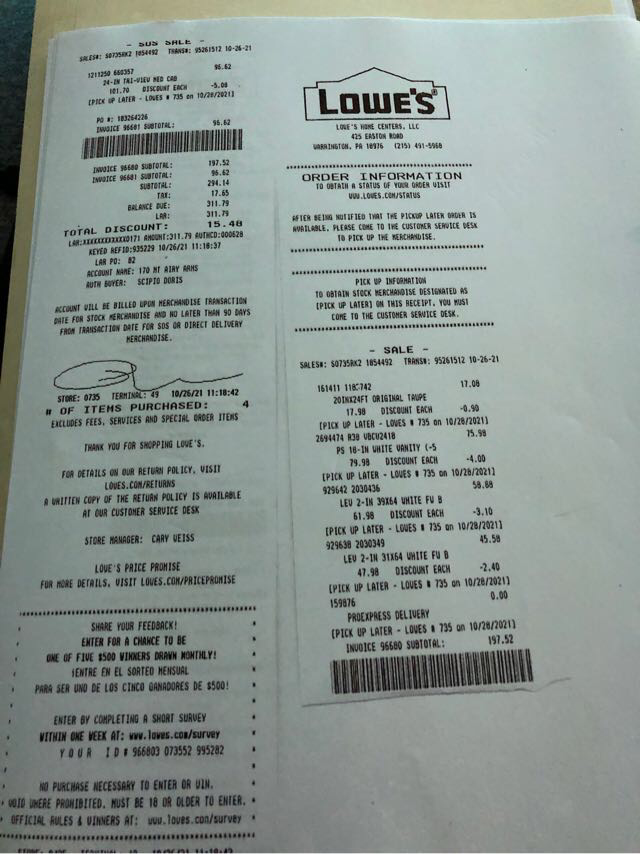 - SOS SALE -
SALES#: S0735RK2 1854492 TRANS#: 95261512 10-26-21
96.62
1211250 660357
24-IN TRI-VIEW MED CAB
101.70 DISCOUNT EACH -5.08
[PICK UP LATER - LOWES # 735 on 10/28/2021]
PO #: 183264226
INVOICE 96681 SUBTOTAL: 96.62
INVOICE 96680 SUBTOTAL: 197.52
INVOICE 96681 SUBTOTAL: 96.62
SUBTOTAL: 294.14
TAX: 17.65
BALANCE DUE: 311.79
LAR: 311.79
TOTAL DISCOUNT: 15.48
LAR:XXXXXXXXXXXX0171 AMOUNT:311.79 AUTHCD:000628
KEYED REFID:935229 10/26/21 11:18:37
LAR PO: B2
ACCOUNT NAME: 170 MT AIRY ARMS
AUTH BUYER: SCIPIO DORIS
ACCOUNT WILL BE BILLED UPON MERCHANDISE TRANSACTION
DATE FOR STOCK MERCHANDISE AND NO LATER THAN 90 DAYS
FROM TRANSACTION DATE FOR SOS OR DIRECT DELIVERY
MERCHANDISE.
STORE: 0735 TERMINAL: 49 10/26/21 11:18:42
# OF ITEMS PURCHASED: 4
EXCLUDES FEES, SERVICES AND SPECIAL ORDER ITEMS
THANK YOU FOR SHOPPING LOWE'S.
FOR DETAILS ON OUR RETURN POLICY, VISIT
LOWES.COM/RETURNS
A WRITTEN COPY OF THE RETURN POLICY IS AVAILABLE
AT OUR CUSTOMER SERVICE DESK
STORE MANAGER: CARY WEISS
LOWE'S PRICE PROMISE
FOR MORE DETAILS, VISIT LOWES.COM/PRICEPROMISE
SHARE YOUR FEEDBACK!
ENTER FOR A CHANCE TO BE
ONE OF FIVE $500 WINNERS DRAWN MONTHLY!
¡ENTRE EN EL SORTEO MENSUAL
PARA SER UNO DE LOS CINCO GANADORES DE $500!
ENTER BY COMPLETING A SHORT SURVEY
WITHIN ONE WEEK AT: www.lowes.com/survey
YOUR ID # 966803 073552 995282
NO PURCHASE NECESSARY TO ENTER OR WIN.
VOID WHERE PROHIBITED. MUST BE 18 OR OLDER TO ENTER.
OFFICIAL RULES & WINNERS AT: www.lowes.com/survey
LOWE'S®
LOWE'S HOME CENTERS, LLC
425 EASTON ROAD
WARRINGTON, PA 18976 (215) 491-5968
ORDER INFORMATION
TO OBTAIN A STATUS OF YOUR ORDER VISIT
WWW.LOWES.COM/STATUS
AFTER BEING NOTIFIED THAT THE PICKUP LATER ORDER IS
AVAILABLE, PLEASE COME TO THE CUSTOMER SERVICE DESK
TO PICK UP THE MERCHANDISE.
PICK UP INFORMATION
TO OBTAIN STOCK MERCHANDISE DESIGNATED AS
[PICK UP LATER] ON THIS RECEIPT, YOU MUST
COME TO THE CUSTOMER SERVICE DESK.
- SALE -
SALES#: S0735RK2 1854492 TRANS#: 95261512 10-26-21
161411 17.08
20INX24FT ORIGINAL TAUPE
17.98 DISCOUNT EACH -0.90
[PICK UP LATER - LOWES # 735 on 10/28/2021]
2694474 R38 VBCU2418 75.98
PS 18-IN WHITE VANITY (-5
79.98 DISCOUNT EACH -4.00
[PICK UP LATER - LOWES # 735 on 10/28/2021]
929642 2030436 58.88
LEV 2-IN 39X64 WHITE FU B
61.98 DISCOUNT EACH -3.10
[PICK UP LATER - LOWES # 735 on 10/28/2021]
929638 2030349 45.58
LEV 2-IN 31X64 WHITE FU B
47.98 DISCOUNT EACH -2.40
[PICK UP LATER - LOWES # 735 on 10/28/2021]
159876 0.00
PROEXPRESS DELIVERY
[PICK UP LATER - LOWES # 735 on 10/28/2021]
INVOICE 96680 SUBTOTAL: 197.52